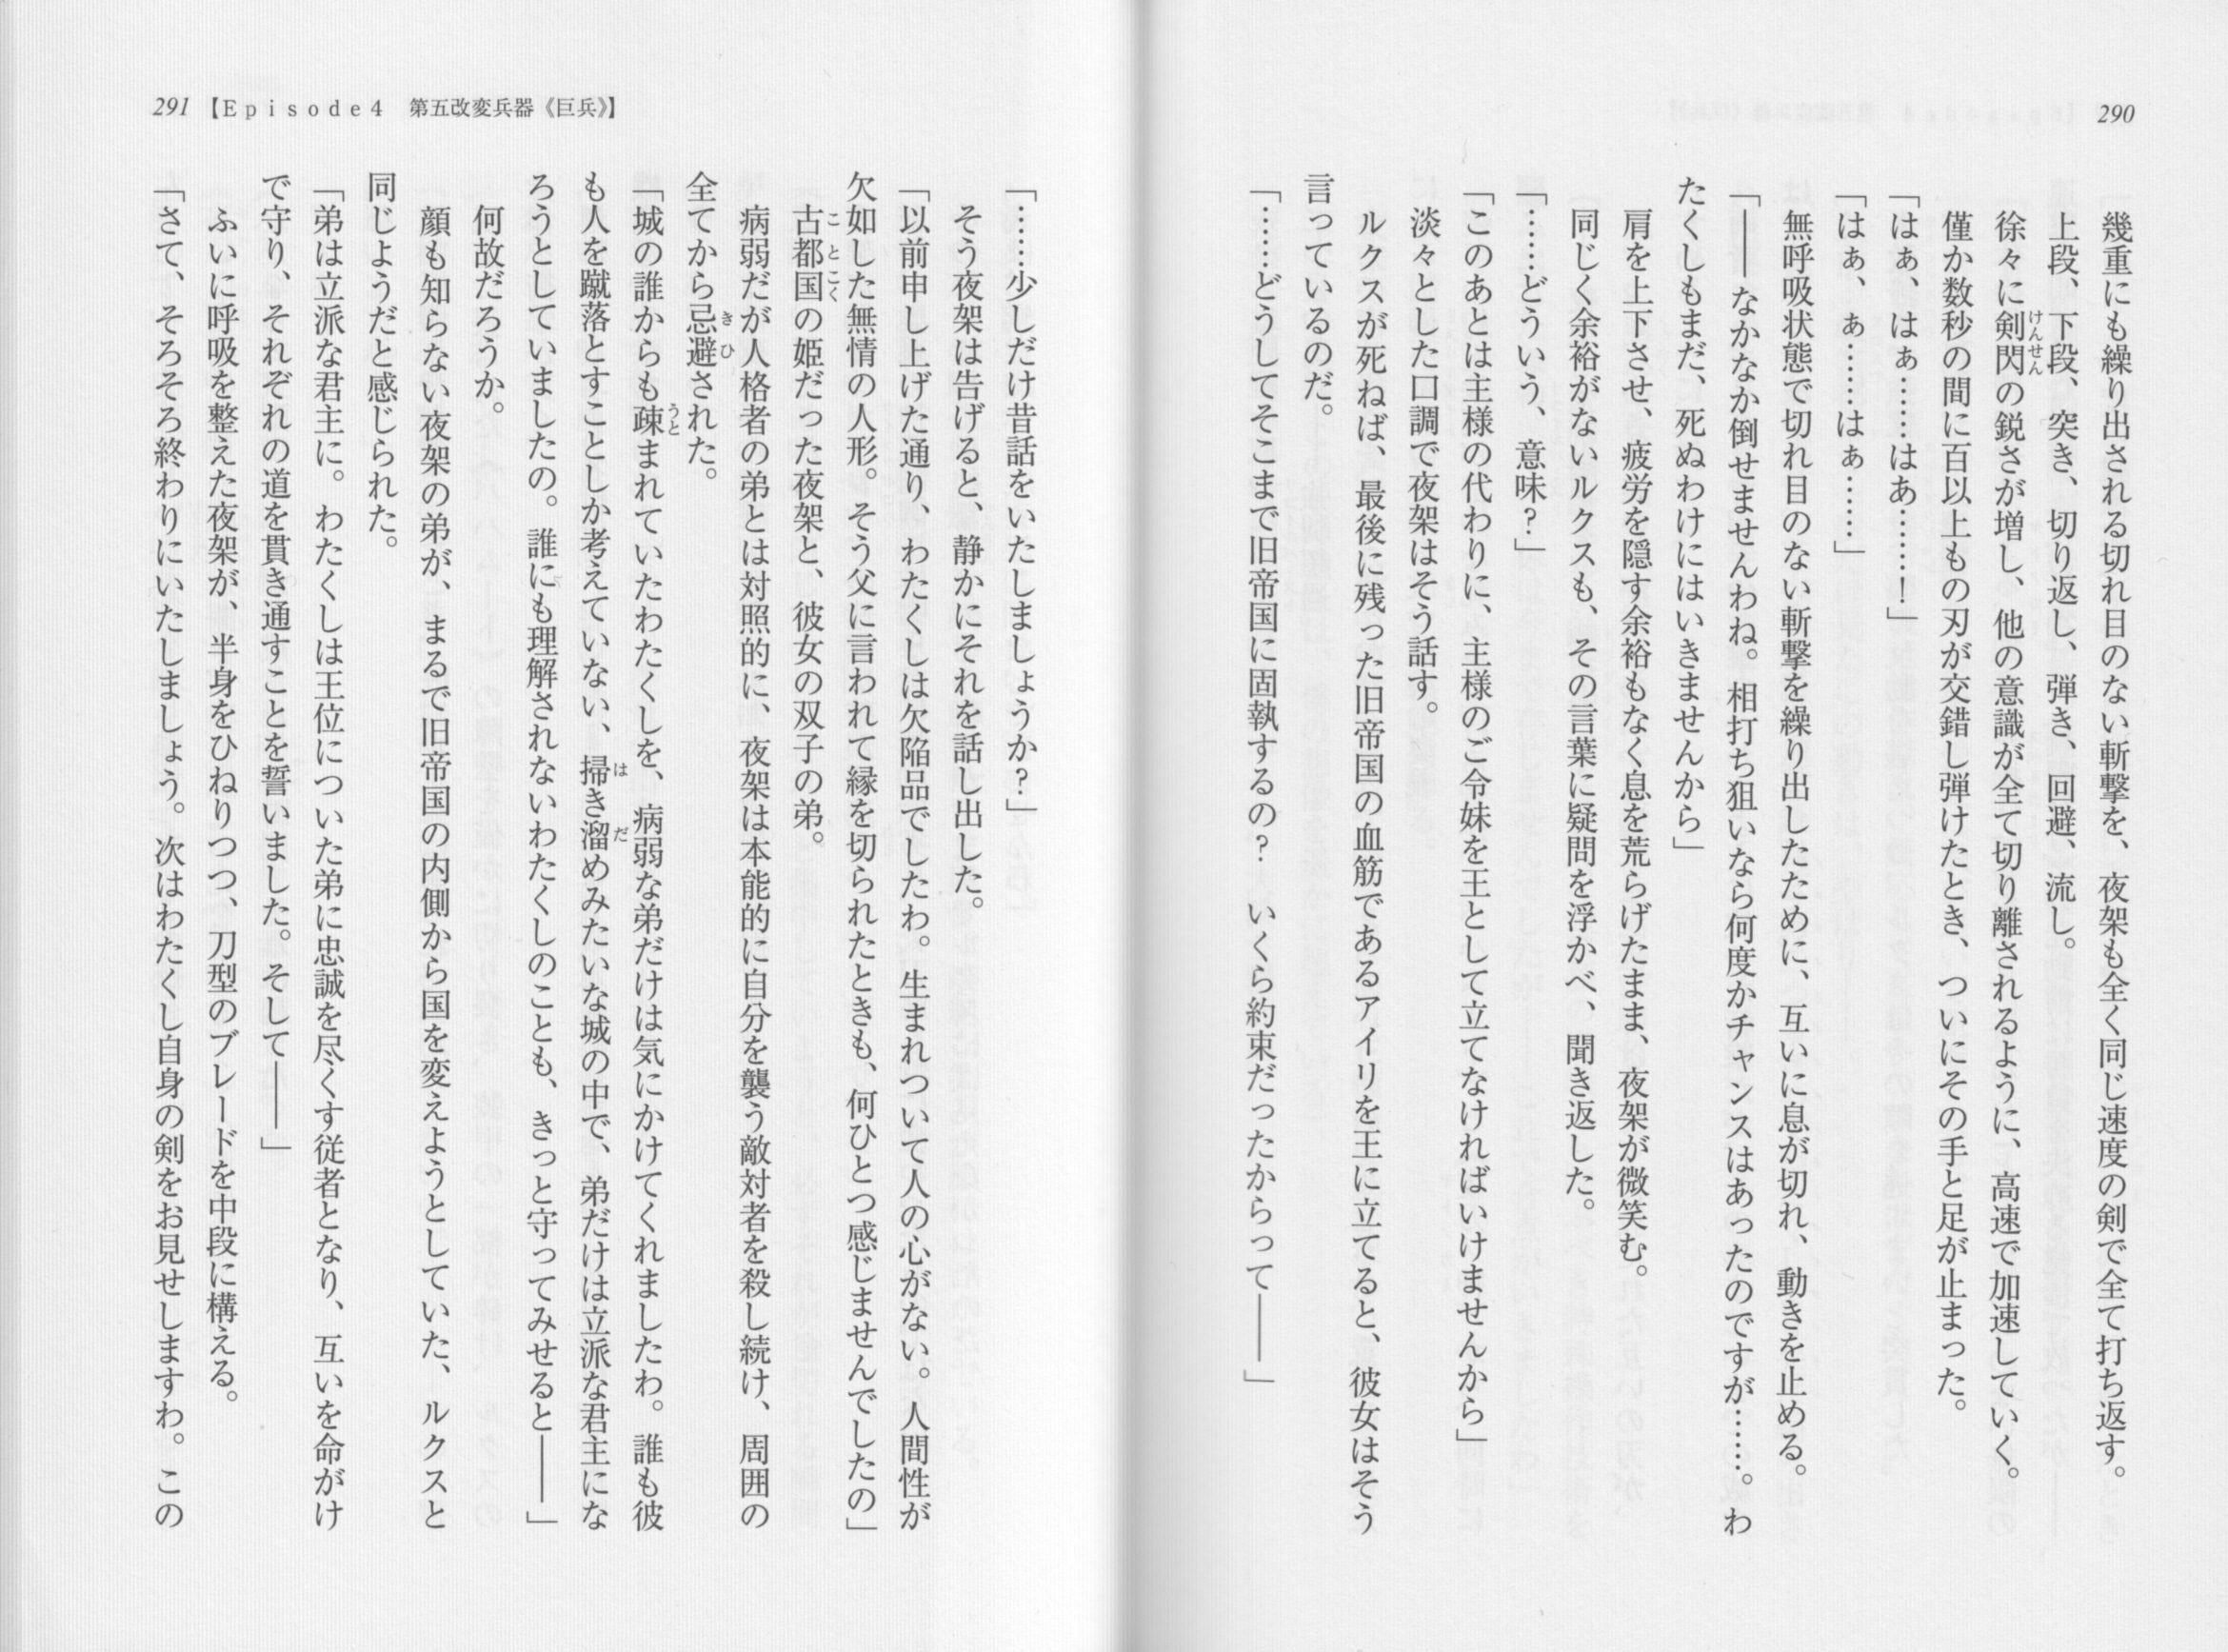 290
幾重にも繰り出される切れ目のない斬撃を、夜架も全く同じ速度の剣で全て打ち返す。
上段、下段、突き、切り返し、弾き、回避、流し。
徐々に剣閃の鋭さが増し、他の意識が全て切り離されるように、高速で加速していく。
僅か数秒の間に百以上もの刃が交錯し弾けたとき、ついにその手と足が止まった。
「はぁ、はぁ……はあ……！」
「はぁ、ぁ……はぁ……」
無呼吸状態で切れ目のない斬撃を繰り出したために、互いに息が切れ、動きを止める。
「――なかなか倒せませんわね。相打ち狙いなら何度かチャンスはあったのですが……。わ
たくしもまだ、死ぬわけにはいきませんから」
肩を上下させ、疲労を隠す余裕もなく息を荒らげたまま、夜架が微笑む。
同じく余裕がないルクスも、その言葉に疑問を浮かべ、聞き返した。
「……どういう、意味？」
「このあとは主様の代わりに、主様のご令妹を王として立てなければいけませんから」
淡々とした口調で夜架はそう話す。
ルクスが死ねば、最後に残った旧帝国の血筋であるアイリを王に立てると、彼女はそう
言っているのだ。
「……どうしてそこまで旧帝国に固執するの？　いくら約束だったからって――」
291【Episode4　第五改変兵器《巨兵》】
「……少しだけ昔話をいたしましょうか？」
そう夜架は告げると、静かにそれを話し出した。
「以前申し上げた通り、わたくしは欠陥品でしたわ。生まれついて人の心がない。人間性が
欠如した無情の人形。そう父に言われて縁を切られたときも、何ひとつ感じませんでしたの」
古都国の姫だった夜架と、彼女の双子の弟。
病弱だが人格者の弟とは対照的に、夜架は本能的に自分を襲う敵対者を殺し続け、周囲の
全てから忌避された。
「城の誰からも疎まれていたわたくしを、病弱な弟だけは気にかけてくれましたわ。誰も彼
も人を蹴落とすことしか考えていない、掃き溜めみたいな城の中で、弟だけは立派な君主にな
ろうとしていましたの。誰にも理解されないわたくしのことも、きっと守ってみせると――」
何故だろうか。
顔も知らない夜架の弟が、まるで旧帝国の内側から国を変えようとしていた、ルクスと
同じようだと感じられた。
「弟は立派な君主に。わたくしは王位についた弟に忠誠を尽くす従者となり、互いを命がけ
で守り、それぞれの道を貫き通すことを誓いました。そして――」
ふいに呼吸を整えた夜架が、半身をひねりつつ、刀型のブレードを中段に構える。
「さて、そろそろ終わりにいたしましょう。次はわたくし自身の剣をお見せしますわ。この